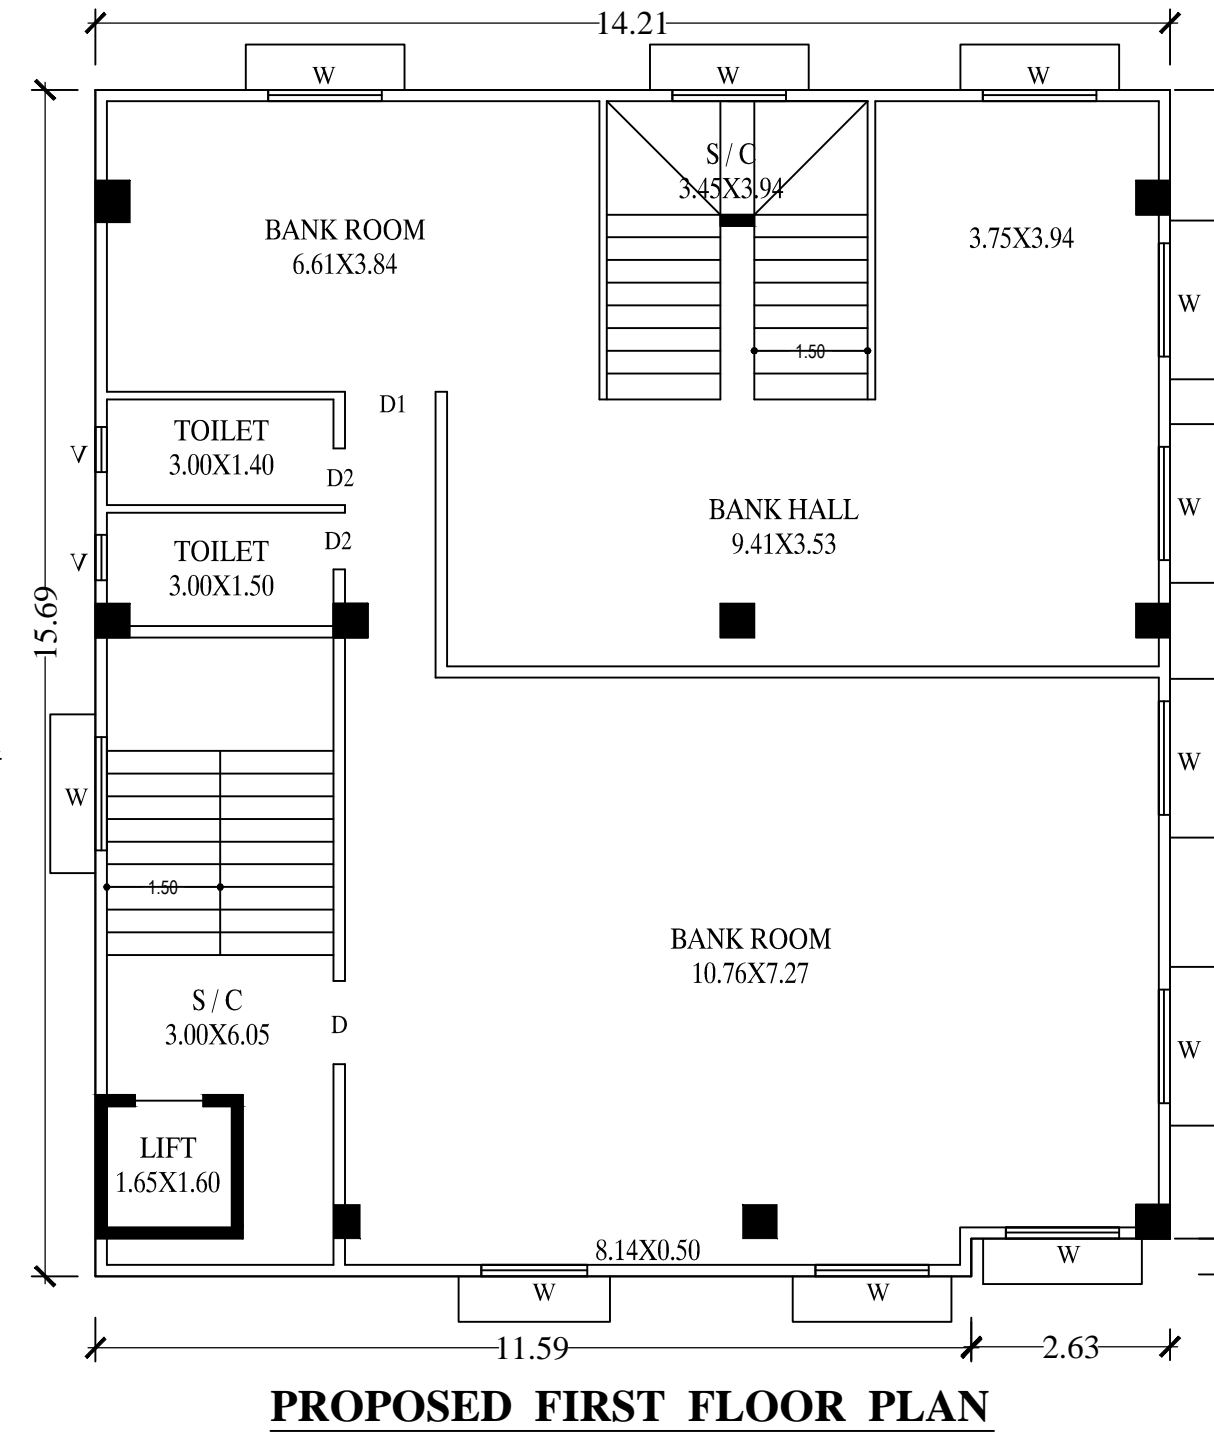 14.21
W
W
W
S / C
3.45X3.94
BANK ROOM
6.61X3.84
3.75X3.94
W
1.50
D1
TOILET
3.00X1.40
V
D2
BANK HALL
9.41X3.53
W
D2
TOILET
3.00X1.50
V
15.69
W
W
1.50
BANK ROOM
10.76X7.27
S / C
3.00X6.05
D
W
LIFT
1.65X1.60
8.14X0.50
W
W
W
11.59
2.63
PROPOSED FIRST FLOOR PLAN